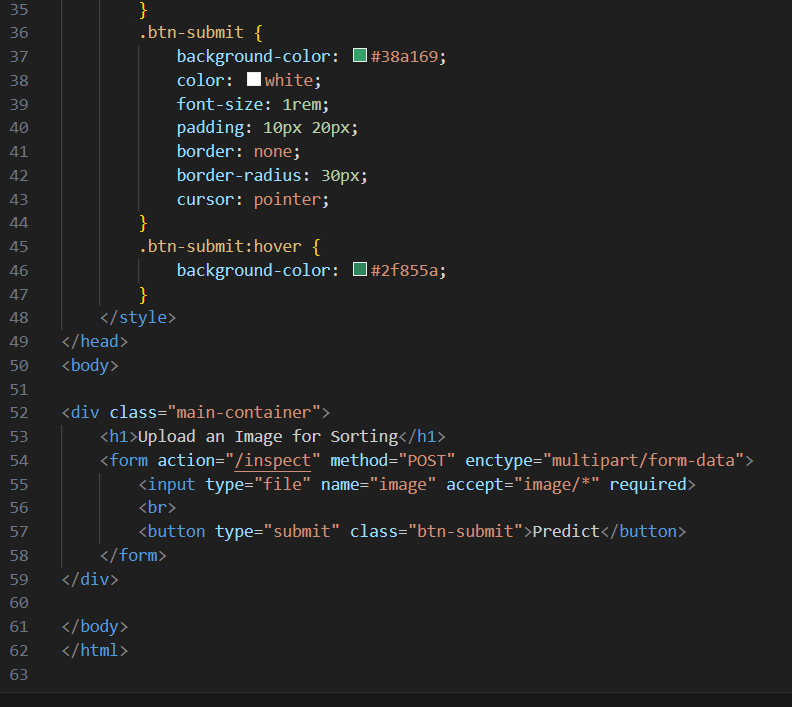 35 }
36 .btn-submit {
37 background-color: #38a169;
38 color: white;
39 font-size: 1rem;
40 padding: 10px 20px;
41 border: none;
42 border-radius: 30px;
43 cursor: pointer;
44 }
45 .btn-submit:hover {
46 background-color: #2f855a;
47 }
48 </style>
49 </head>
50 <body>
51
52 <div class="main-container">
53 <h1>Upload an Image for Sorting</h1>
54 <form action="/inspect" method="POST" enctype="multipart/form-data">
55 <input type="file" name="image" accept="image/*" required>
56 <br>
57 <button type="submit" class="btn-submit">Predict</button>
58 </form>
59 </div>
60
61 </body>
62 </html>
63